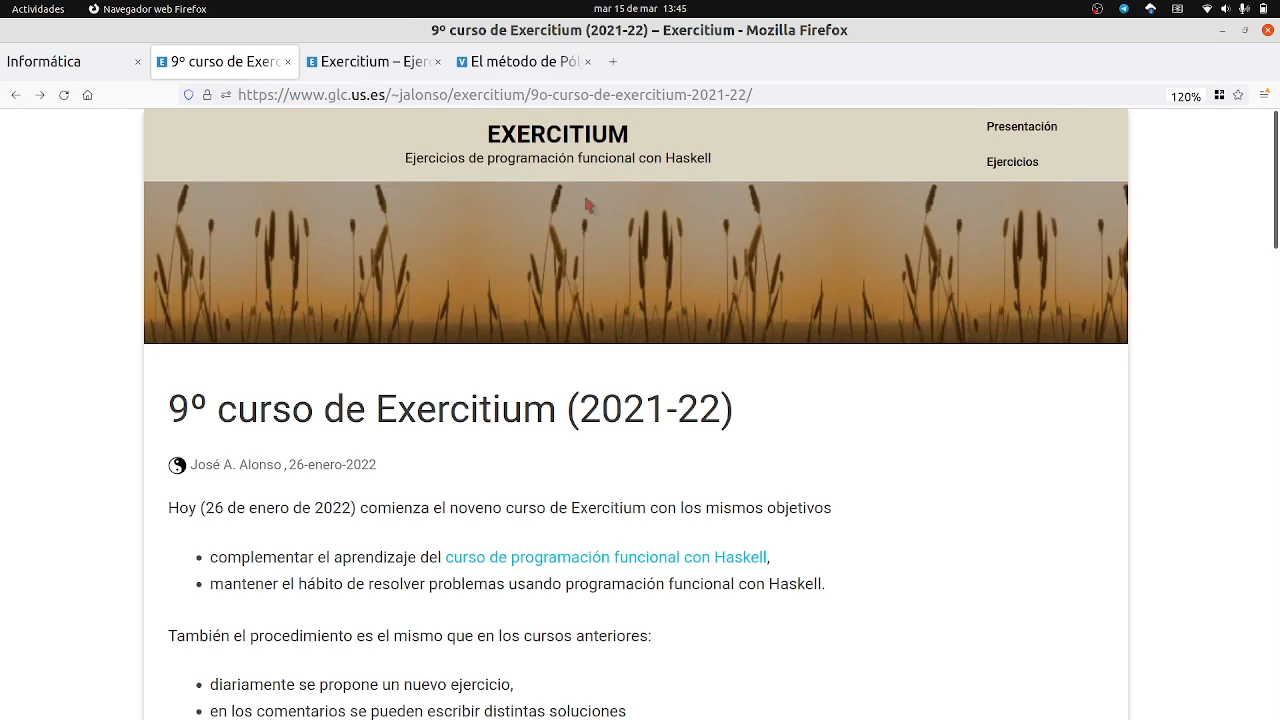 Actividades Navegador web Firefox mar 15 de mar 13:45
9º curso de Exercitium (2021-22) – Exercitium - Mozilla Firefox
Informática × 9º curso de Exerc × Exercitium – Ejer × El método de Pól × +
https://www.glc.us.es/~jalonso/exercitium/9o-curso-de-exercitium-2021-22/ 120%
EXERCITIUM
Ejercicios de programación funcional con Haskell
Presentación
Ejercicios
9º curso de Exercitium (2021-22)
José A. Alonso , 26-enero-2022
Hoy (26 de enero de 2022) comienza el noveno curso de Exercitium con los mismos objetivos
• complementar el aprendizaje del curso de programación funcional con Haskell,
• mantener el hábito de resolver problemas usando programación funcional con Haskell.
También el procedimiento es el mismo que en los cursos anteriores:
• diariamente se propone un nuevo ejercicio,
• en los comentarios se pueden escribir distintas soluciones